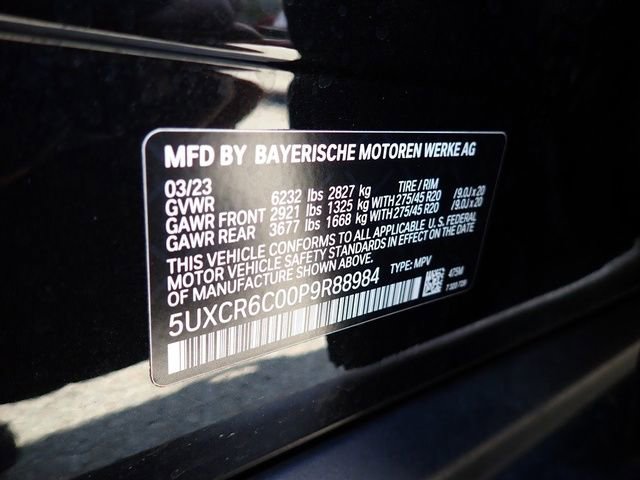 MFD BY BAYERISCHE MOTOREN WERKE AG
03/23 TIRE / RIM
GVWR 6232 lbs 2827 kg
GAWR FRONT 2921 lbs 1325 kg WITH 275/45 R20 /9.0J x 20
GAWR REAR 3677 lbs 1668 kg WITH 275/45 R20 /9.0J x 20
THIS VEHICLE CONFORMS TO ALL APPLICABLE U. S. FEDERAL
MOTOR VEHICLE SAFETY STANDARDS IN EFFECT ON THE DATE
OF MANUFACTURE SHOWN ABOVE.
5UXCR6C00P9R88984 TYPE: MPV 475M